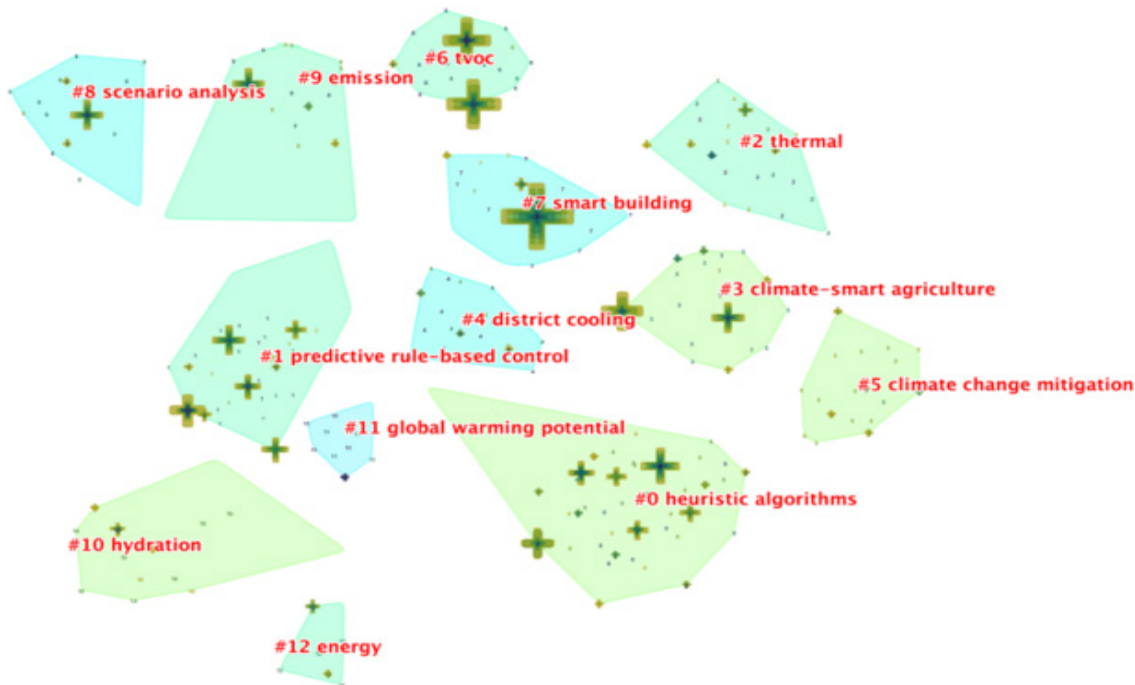 #6 tvoc
#9 emission
#8 scenario analysis
#2 thermal
#7 smart building
#3 climate-smart agriculture
#4 district cooling
#1 predictive rule-based control
#5 climate change mitigation
#11 global warming potential
#0 heuristic algorithms
#10 hydration
#12 energy